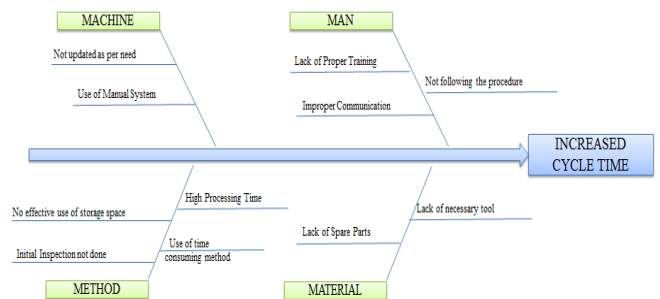 MACHINE
MAN
Not updated as per need
Lack of Proper Training
Not following the procedure
Use of Manual System
Improper Communication
INCREASED
CYCLE TIME
High Processing Time
No effective use of storage space
Lack of necessary tool
Lack of Spare Parts
Use of time
consuming method
Initial Inspection not done
METHOD
MATERIAL